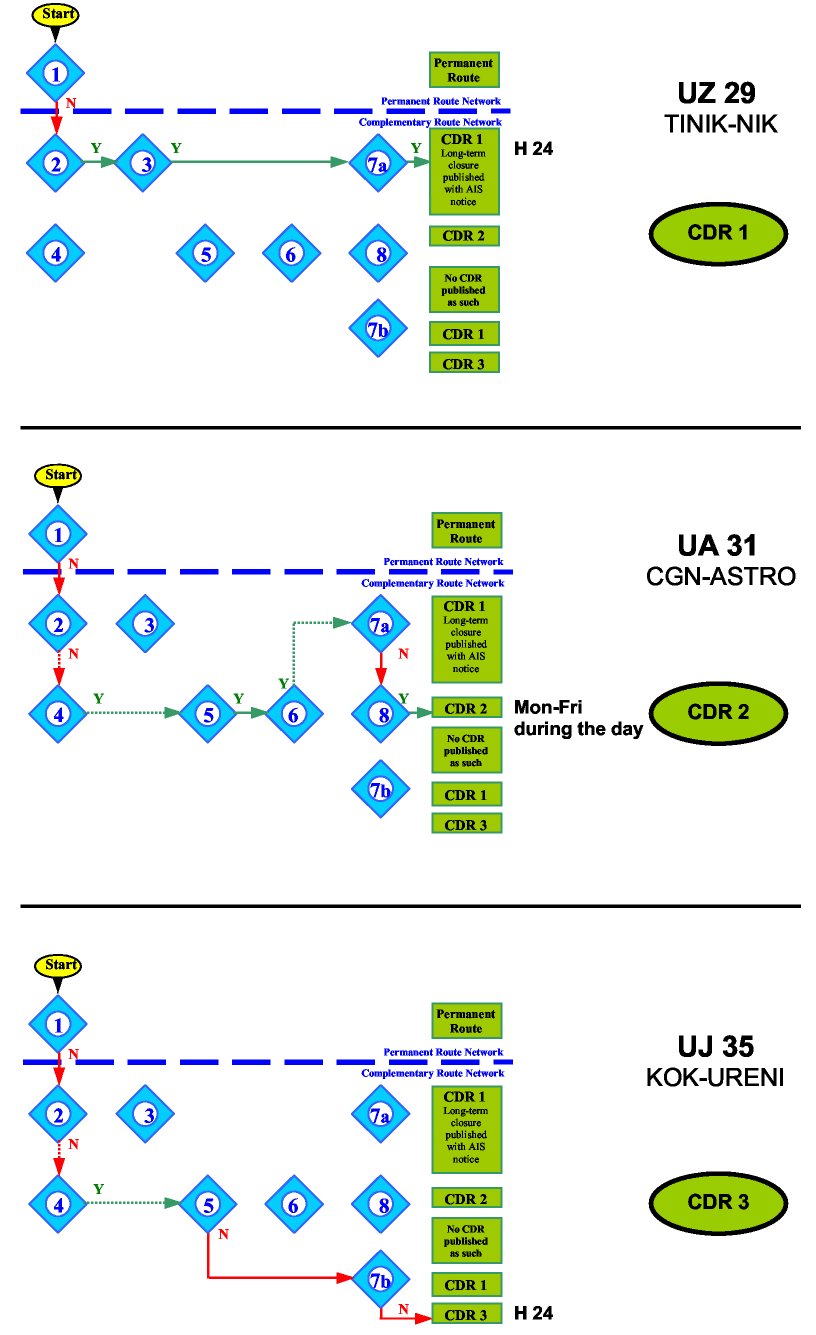 Start
1
Permanent
Route
N
Permanent Route Network
Complementary Route Network
UZ 29
TINIK-NIK
2
Y
3
Y
7a
Y
CDR 1
Long-term
closure
published
with AIS
notice
H 24
4
5
6
8
CDR 2
CDR 1
No CDR
published
as such
7b
CDR 1
CDR 3
Start
1
Permanent
Route
N
Permanent Route Network
Complementary Route Network
UA 31
CGN-ASTRO
2
3
7a
CDR 1
Long-term
closure
published
with AIS
notice
N
N
4
Y
5
Y
6
Y
8
Y
CDR 2
Mon-Fri
during the day
CDR 2
No CDR
published
as such
7b
CDR 1
CDR 3
Start
1
Permanent
Route
N
Permanent Route Network
Complementary Route Network
UJ 35
KOK-URENI
2
3
7a
CDR 1
Long-term
closure
published
with AIS
notice
N
4
Y
5
6
8
CDR 2
CDR 3
N
No CDR
published
as such
7b
CDR 1
N
CDR 3
H 24